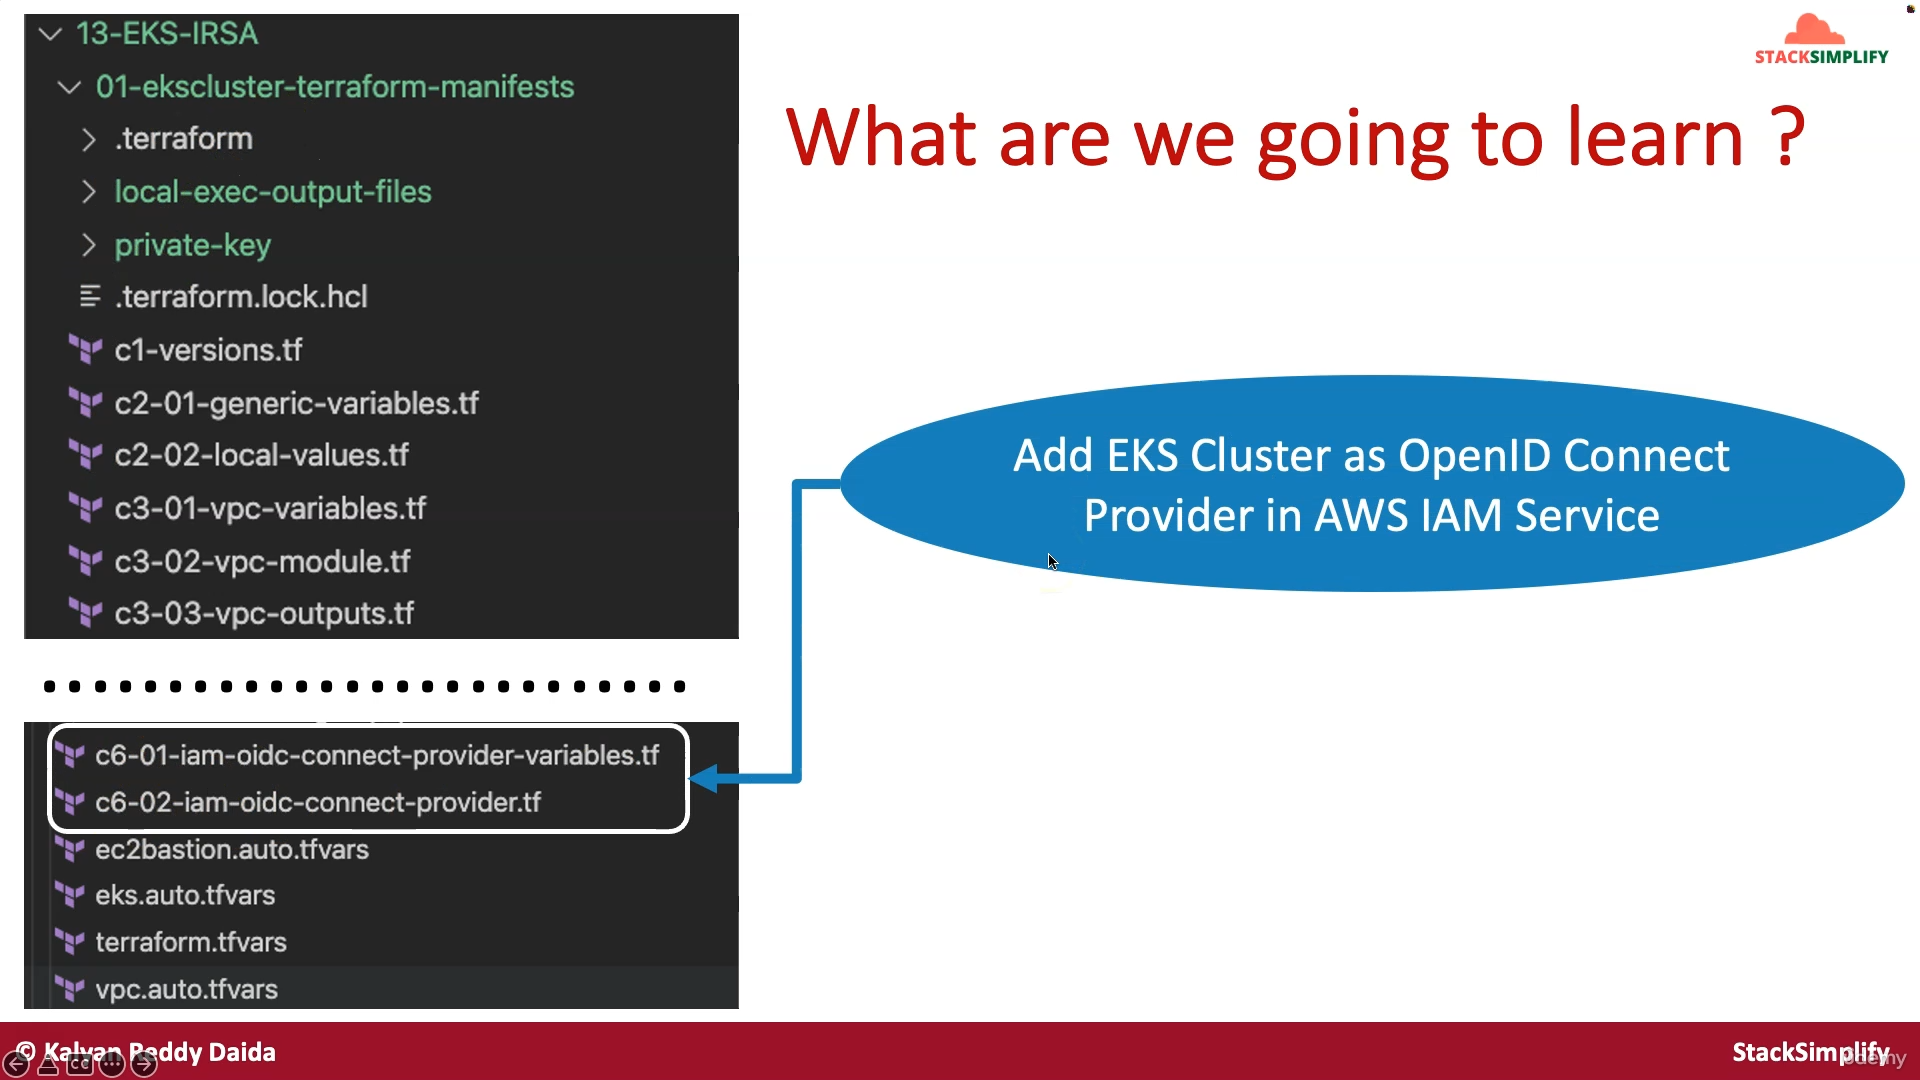 13-EKS-IRSA
01-ekscluster-terraform-manifests
.terraform
local-exec-output-files
private-key
.terraform.lock.hcl
c1-versions.tf
c2-01-generic-variables.tf
c2-02-local-values.tf
c3-01-vpc-variables.tf
c3-02-vpc-module.tf
c3-03-vpc-outputs.tf
c6-01-iam-oidc-connect-provider-variables.tf
c6-02-iam-oidc-connect-provider.tf
ec2bastion.auto.tfvars
eks.auto.tfvars
terraform.tfvars
vpc.auto.tfvars
STACKSIMPLIFY
What are we going to learn ?
Add EKS Cluster as OpenID Connect
Provider in AWS IAM Service
© Kalyan Reddy Daida
CC
StackSimplify
udemy